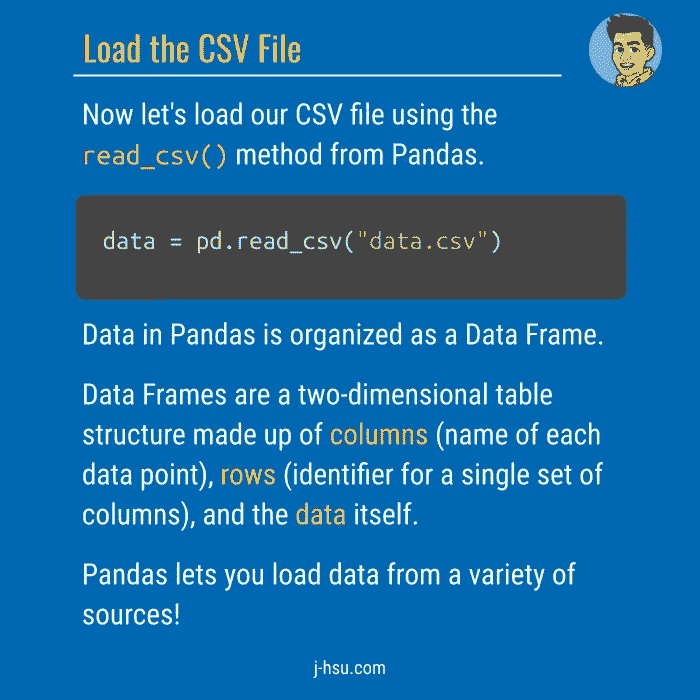 Load the CSV File
Now let's load our CSV file using the
read_csv() method from Pandas.
data = pd.read_csv("data.csv")
Data in Pandas is organized as a Data Frame.
Data Frames are a two-dimensional table
structure made up of columns (name of each
data point), rows (identifier for a single set of
columns), and the data itself.
Pandas lets you load data from a variety of
sources!
j-hsu.com